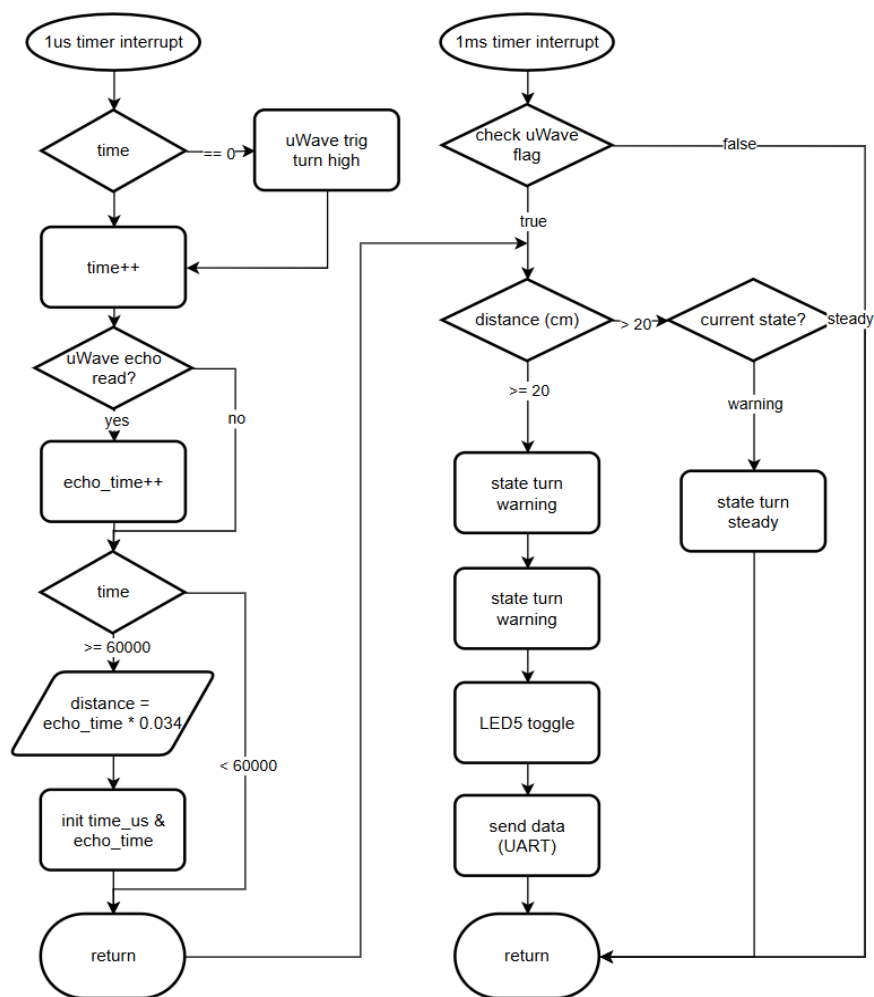 1us timer interrupt
time
== 0
uWave trig
turn high
time++
uWave echo
read?
yes
no
echo_time++
time
>= 60000
< 60000
distance =
echo_time * 0.034
init time_us &
echo_time
return
1ms timer interrupt
check uWave
flag
false
true
distance (cm)
> 20
current state?
steady
>= 20
warning
state turn
warning
state turn
steady
state turn
warning
LED5 toggle
send data
(UART)
return